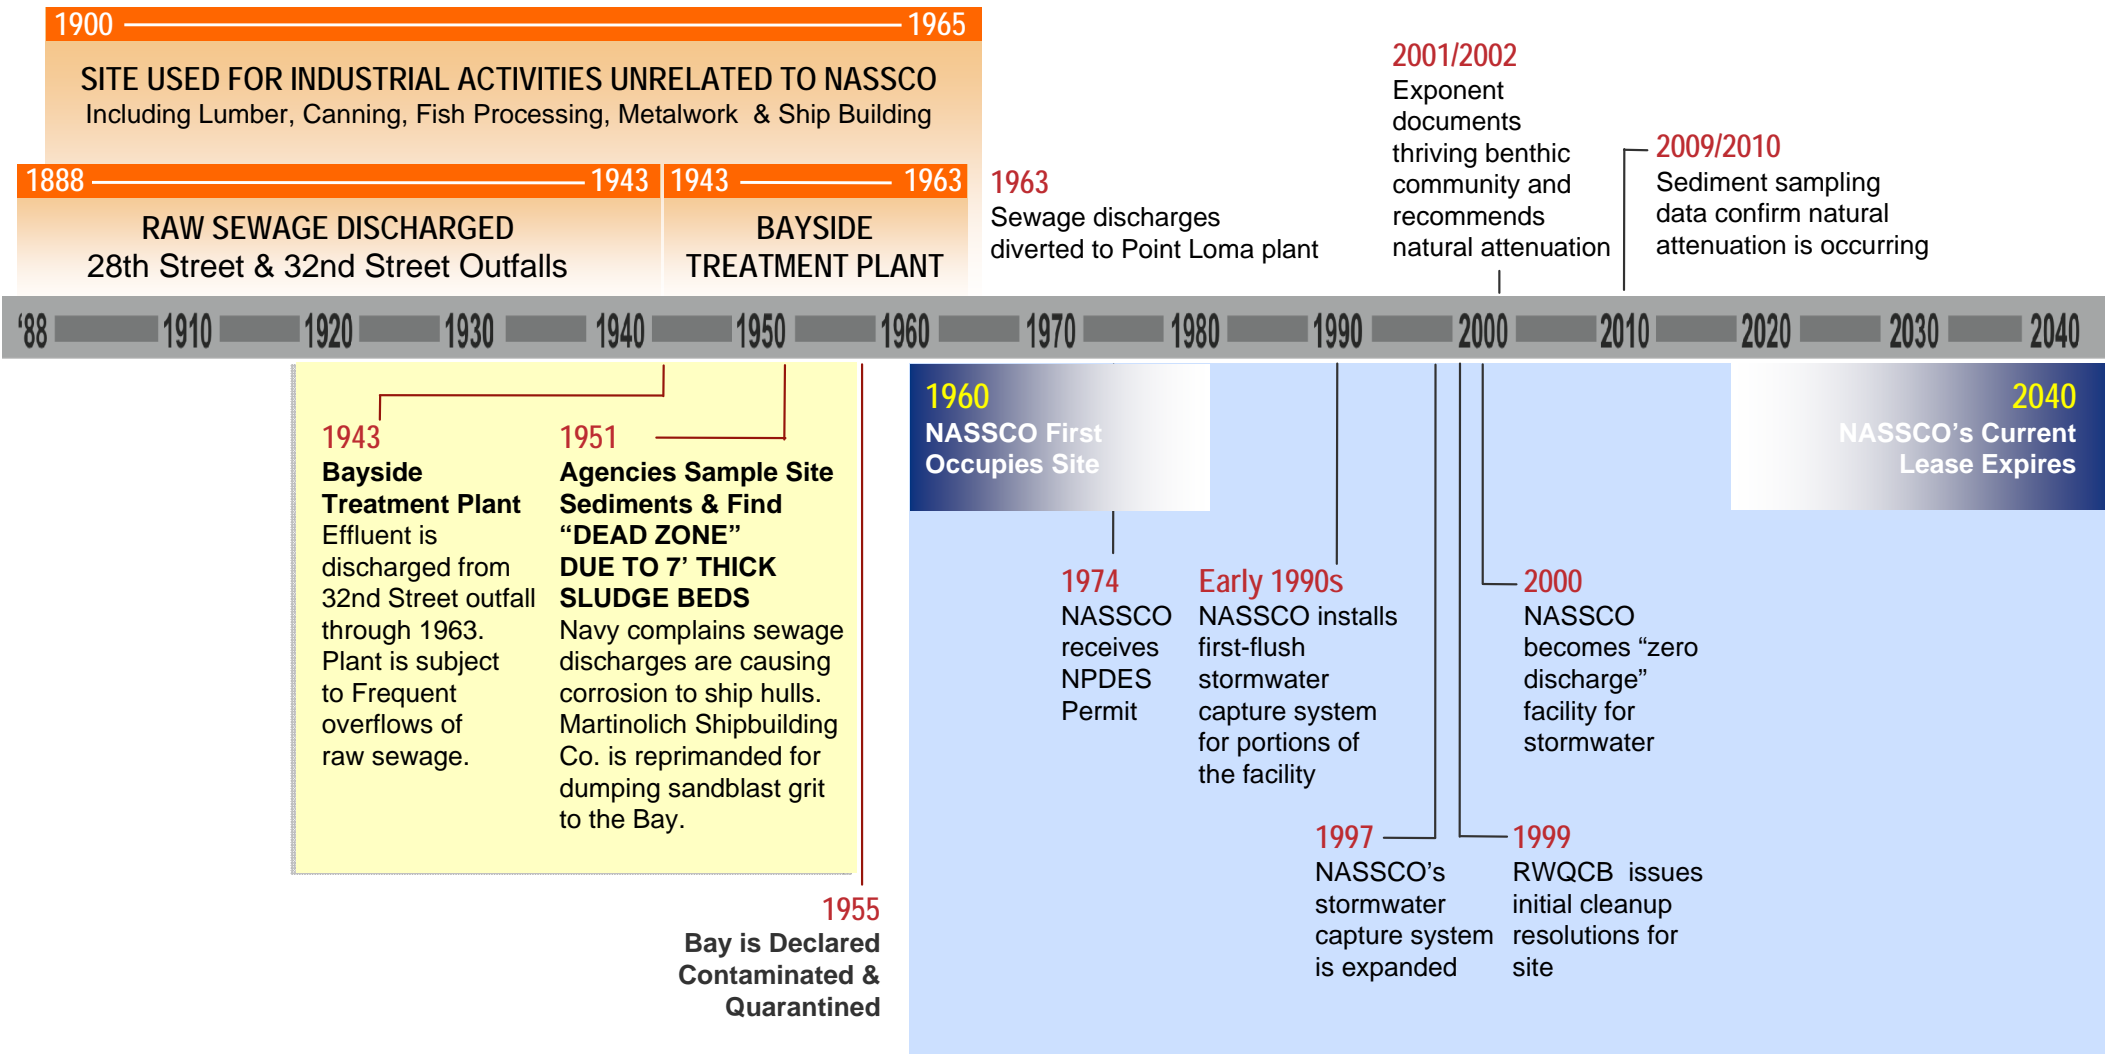 1900 1965
SITE USED FOR INDUSTRIAL ACTIVITIES UNRELATED TO NASSCO
Including Lumber, Canning, Fish Processing, Metalwork & Ship Building
1888 1943
RAW SEWAGE DISCHARGED
28th Street & 32nd Street Outfalls
1943 1963
BAYSIDE
TREATMENT PLANT
1963
Sewage discharges
diverted to Point Loma plant
2001/2002
Exponent
documents
thriving benthic
community and
recommends
natural attenuation
2009/2010
Sediment sampling
data confirm natural
attenuation is occurring
‘88 1910 1920 1930 1940 1950 1960 1970 1980 1990 2000 2010 2020 2030 2040
1943
Bayside
Treatment Plant
Effluent is
discharged from
32nd Street outfall
through 1963.
Plant is subject
to Frequent
overflows of
raw sewage.
1951
Agencies Sample Site
Sediments & Find
“DEAD ZONE”
DUE TO 7’ THICK
SLUDGE BEDS
Navy complains sewage
discharges are causing
corrosion to ship hulls.
Martinolich Shipbuilding
Co. is reprimanded for
dumping sandblast grit
to the Bay.
1955
Bay is Declared
Contaminated &
Quarantined
1960
NASSCO First
Occupies Site
1974
NASSCO
receives
NPDES
Permit
Early 1990s
NASSCO installs
first-flush
stormwater
capture system
for portions of
the facility
1997
NASSCO’s
stormwater
capture system
is expanded
1999
RWQCB issues
initial cleanup
resolutions for
site
2000
NASSCO
becomes “zero
discharge”
facility for
stormwater
2040
NASSCO’s Current
Lease Expires